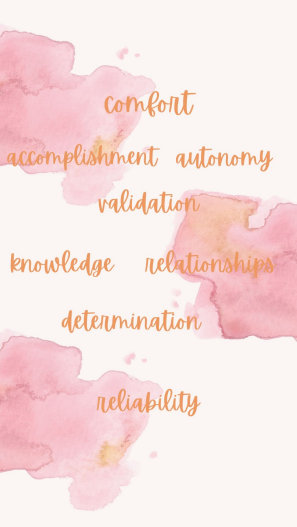 comfort
accomplishment autonomy
validation
knowledge relationships
determination
reliability